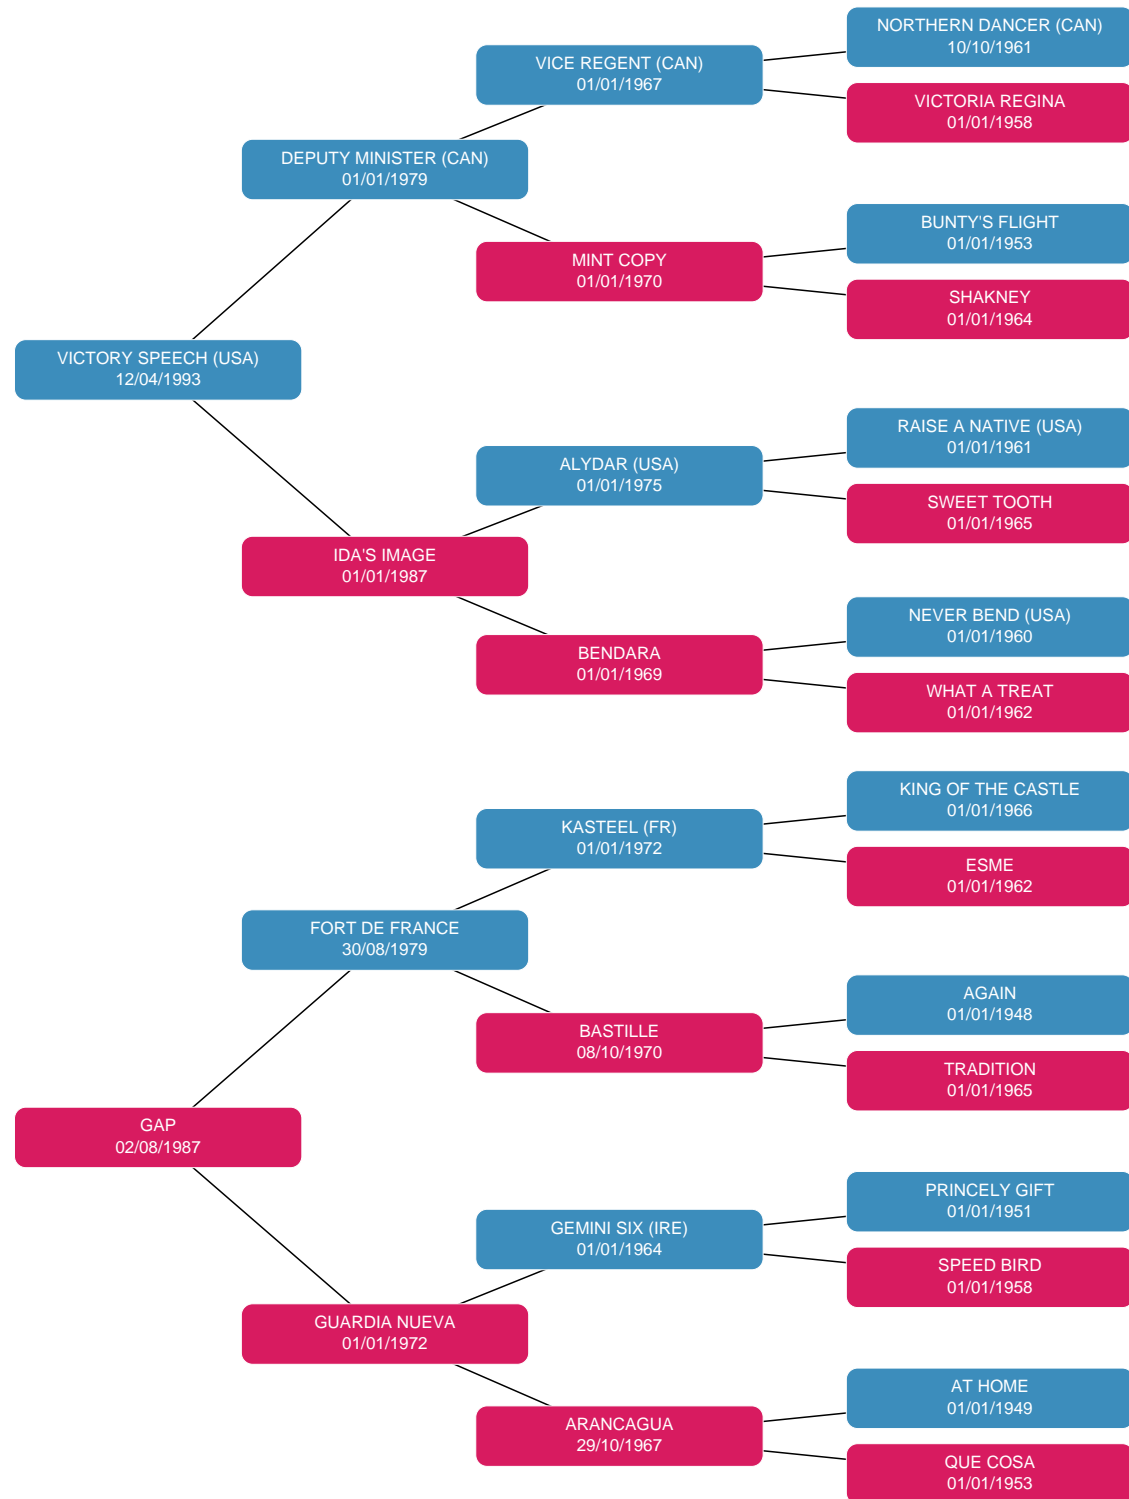 NORTHERN DANCER (CAN)
10/10/1961
VICE REGENT (CAN)
01/01/1967
VICTORIA REGINA
01/01/1958
DEPUTY MINISTER (CAN)
01/01/1979
BUNTY'S FLIGHT
01/01/1953
MINT COPY
01/01/1970
SHAKNEY
01/01/1964
VICTORY SPEECH (USA)
12/04/1993
RAISE A NATIVE (USA)
01/01/1961
ALYDAR (USA)
01/01/1975
SWEET TOOTH
01/01/1965
IDA'S IMAGE
01/01/1987
NEVER BEND (USA)
01/01/1960
BENDARA
01/01/1969
WHAT A TREAT
01/01/1962
KING OF THE CASTLE
01/01/1966
KASTEEL (FR)
01/01/1972
ESME
01/01/1962
FORT DE FRANCE
30/08/1979
AGAIN
01/01/1948
BASTILLE
08/10/1970
TRADITION
01/01/1965
GAP
02/08/1987
PRINCELY GIFT
01/01/1951
GEMINI SIX (IRE)
01/01/1964
SPEED BIRD
01/01/1958
GUARDIA NUEVA
01/01/1972
AT HOME
01/01/1949
ARANCAGUA
29/10/1967
QUE COSA
01/01/1953